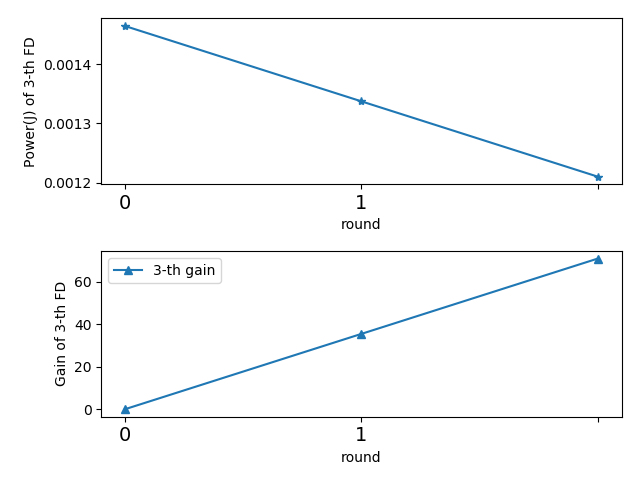 Power(J) of 3-th FD
0.0014
0.0013
0.0012
0 1
round
Gain of 3-th FD
3-th gain
60
40
20
0
0 1
round